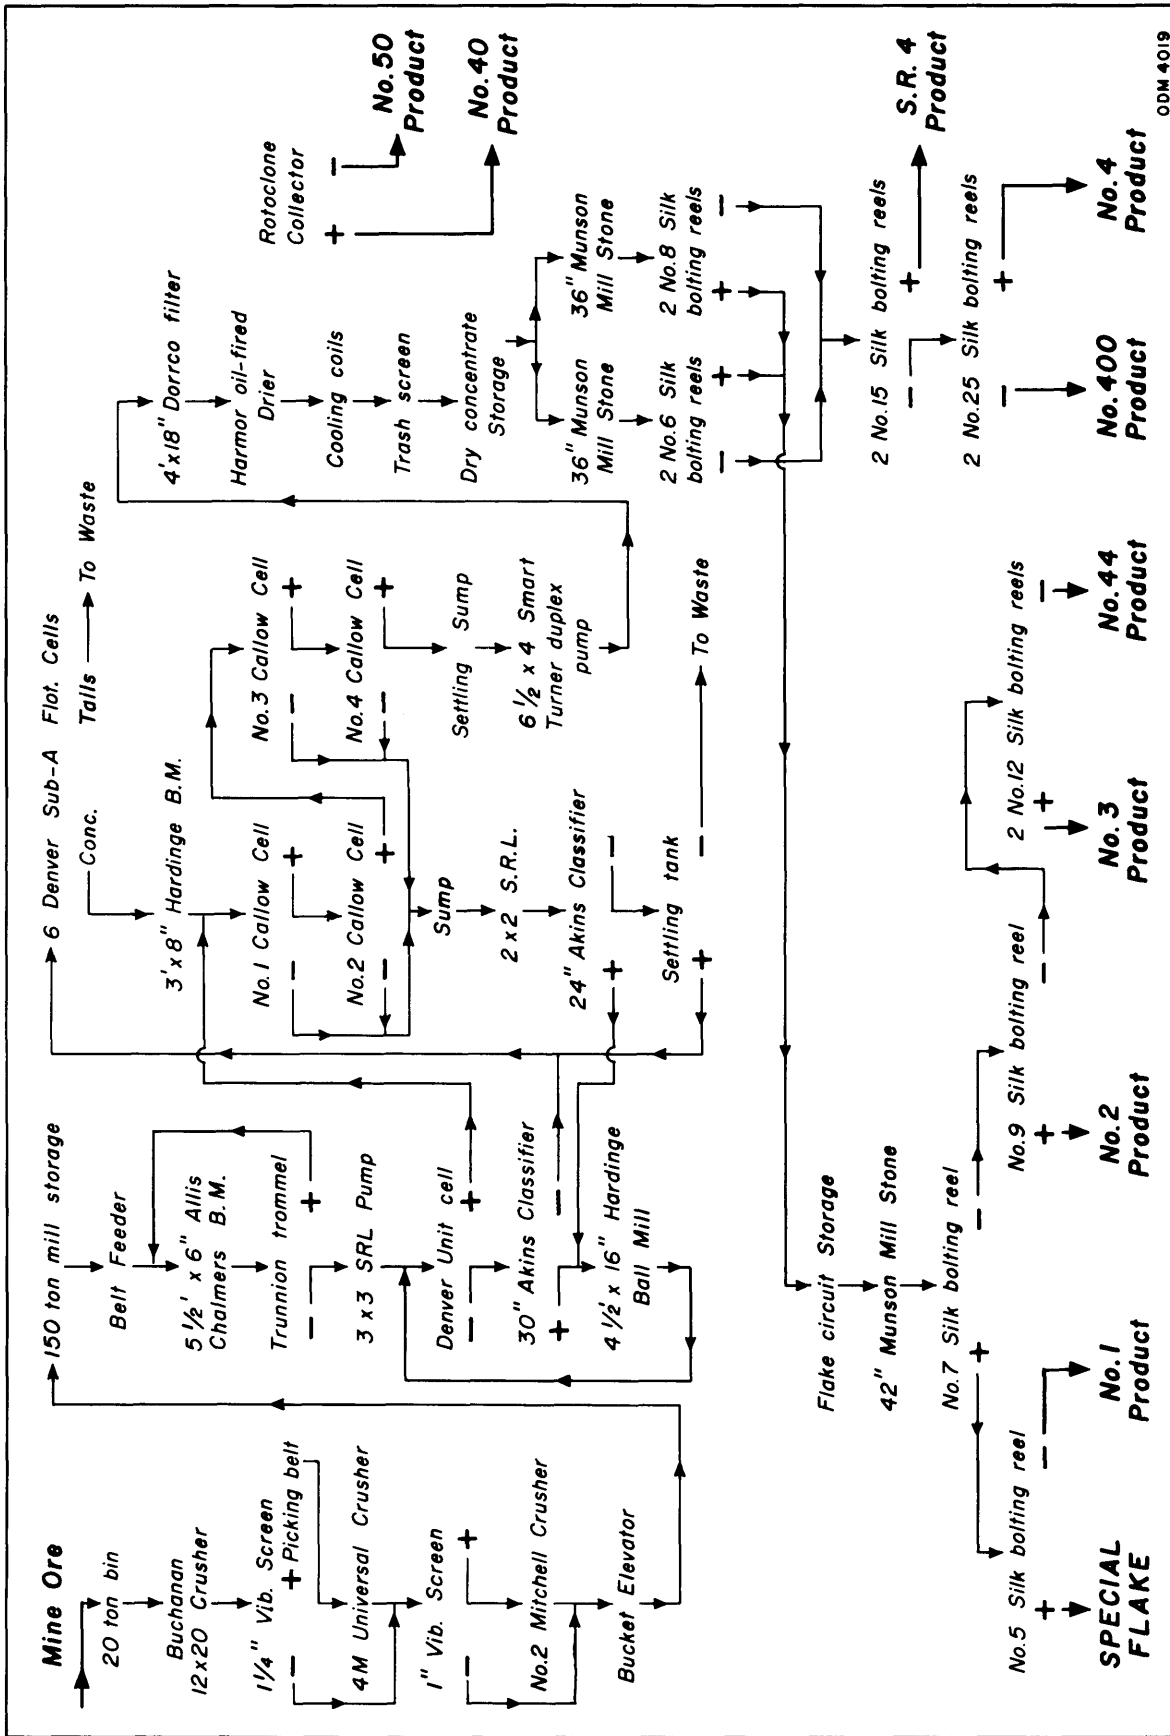 Mine Ore
20 ton bin
Buchanan
12x20 Crusher
1¼" Vib. Screen
− + Picking belt
4M Universal Crusher
1" Vib. Screen
− +
No.2 Mitchell Crusher
Bucket Elevator
150 ton mill storage
Belt Feeder
5 1/2' x 6" Allis
Chalmers B.M.
Trunnion trommel
− +
3 x 3 SRL Pump
Denver Unit cell
− +
30" Akins Classifier
+ −
4 1/2' x 16" Hardinge
Ball Mill
6 Denver Sub-A Flot. Cells
Conc.
Tails To Waste
3' x 8" Hardinge B.M.
No.1 Callow Cell
− +
No.2 Callow Cell
− +
No.3 Callow Cell
− +
No.4 Callow Cell
− +
Sump
2 x 2 S.R.L.
24" Akins Classifier
+ −
Settling tank
+ − To Waste
Settling Sump
6 1/2 x 4 Smart
Turner duplex
pump
4'x18" Dorrco filter
Harmor oil-fired
Drier
Cooling coils
Trash screen
Dry concentrate
Storage
36" Munson
Mill Stone
36" Munson
Mill Stone
2 No.6 Silk
bolting reels
− +
2 No.8 Silk
bolting reels
+ −
Rotoclone
Collector
+ −
No.50
Product
No.40
Product
2 No.15 Silk bolting reels
− +
S.R. 4
Product
2 No.25 Silk bolting reels
− +
No.400
Product
No.4
Product
Flake circuit Storage
42" Munson Mill Stone
No.7 Silk bolting reel
+ −
No.5 Silk bolting reel
+ −
SPECIAL
FLAKE
No.1
Product
No.9 Silk bolting reel
+ −
No.2
Product
2 No.12 Silk bolting reels
+ −
No.3
Product
No.44
Product
ODM 4019